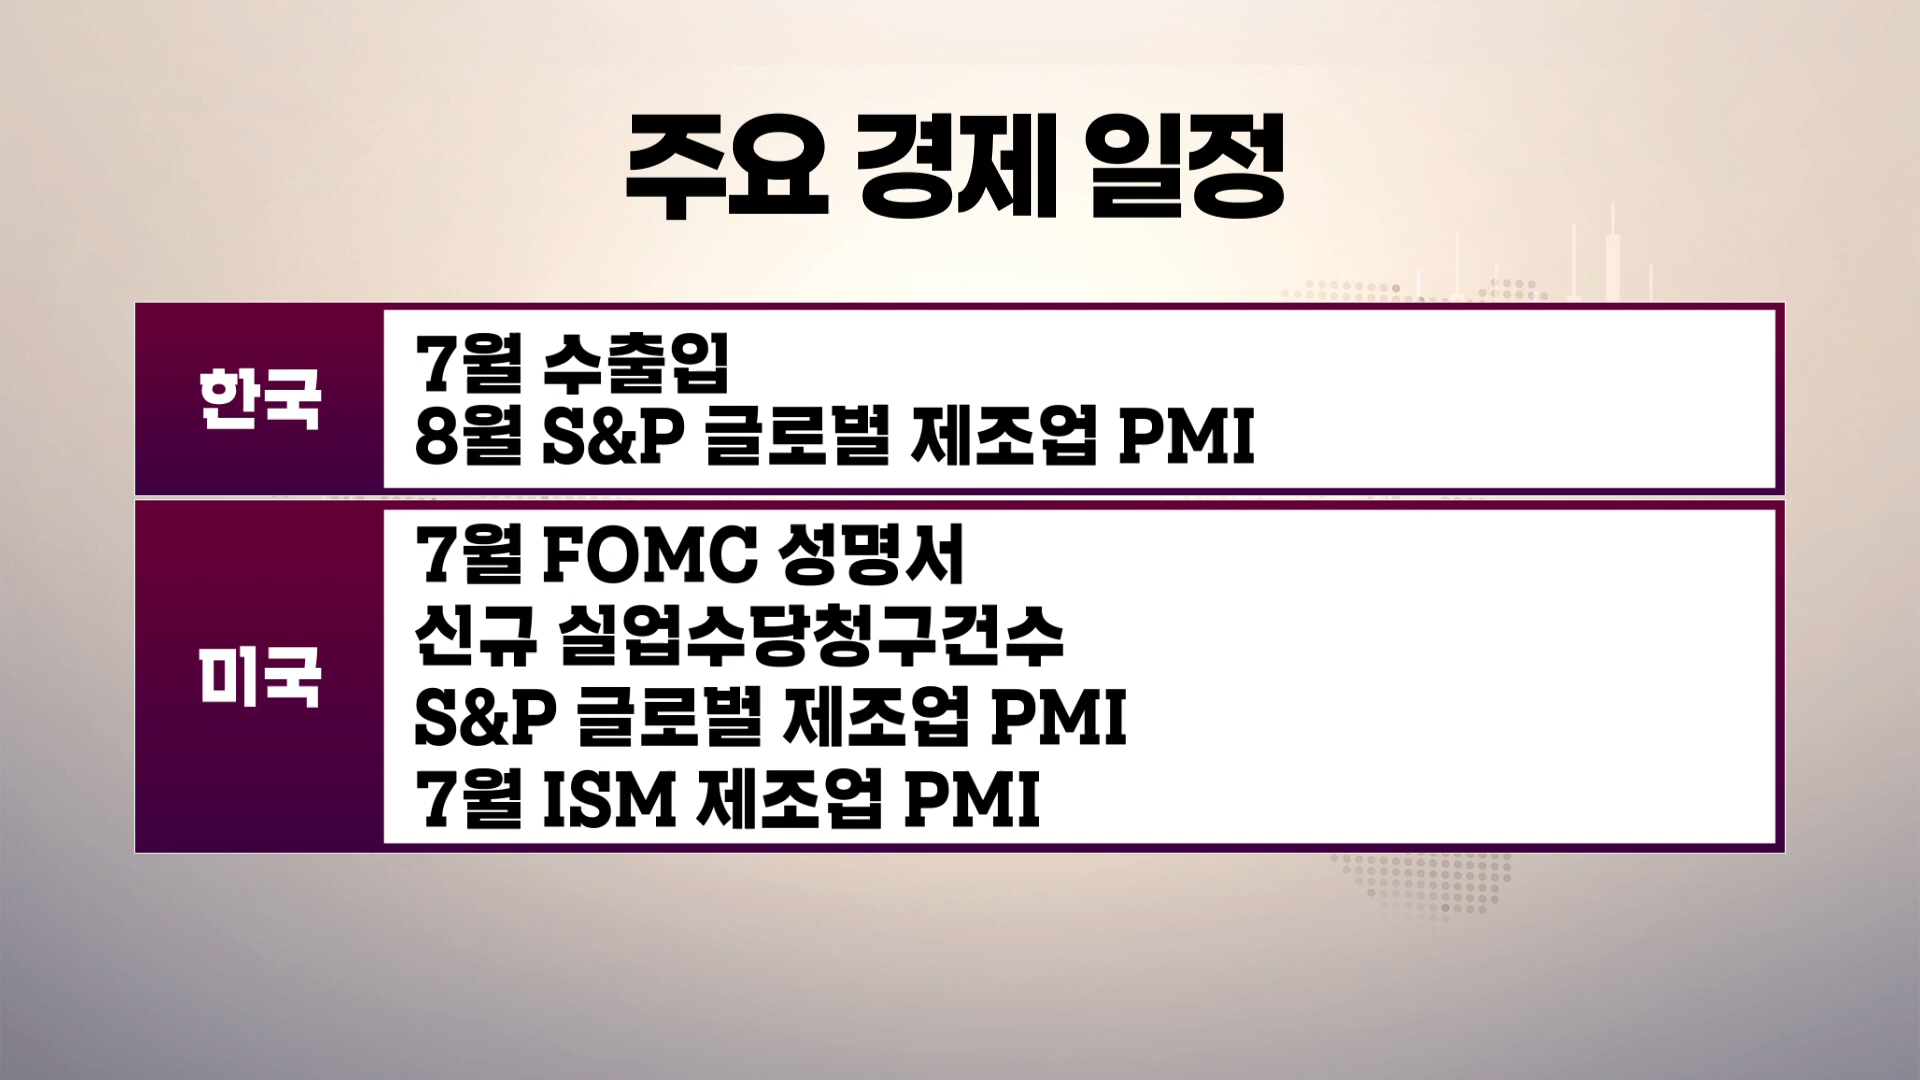 주요 경제 일정
한국
7월 수출입
8월 S&P 글로벌 제조업 PMI
미국
7월 FOMC 성명서
신규 실업수당청구건수
S&P 글로벌 제조업 PMI
7월 ISM 제조업 PMI